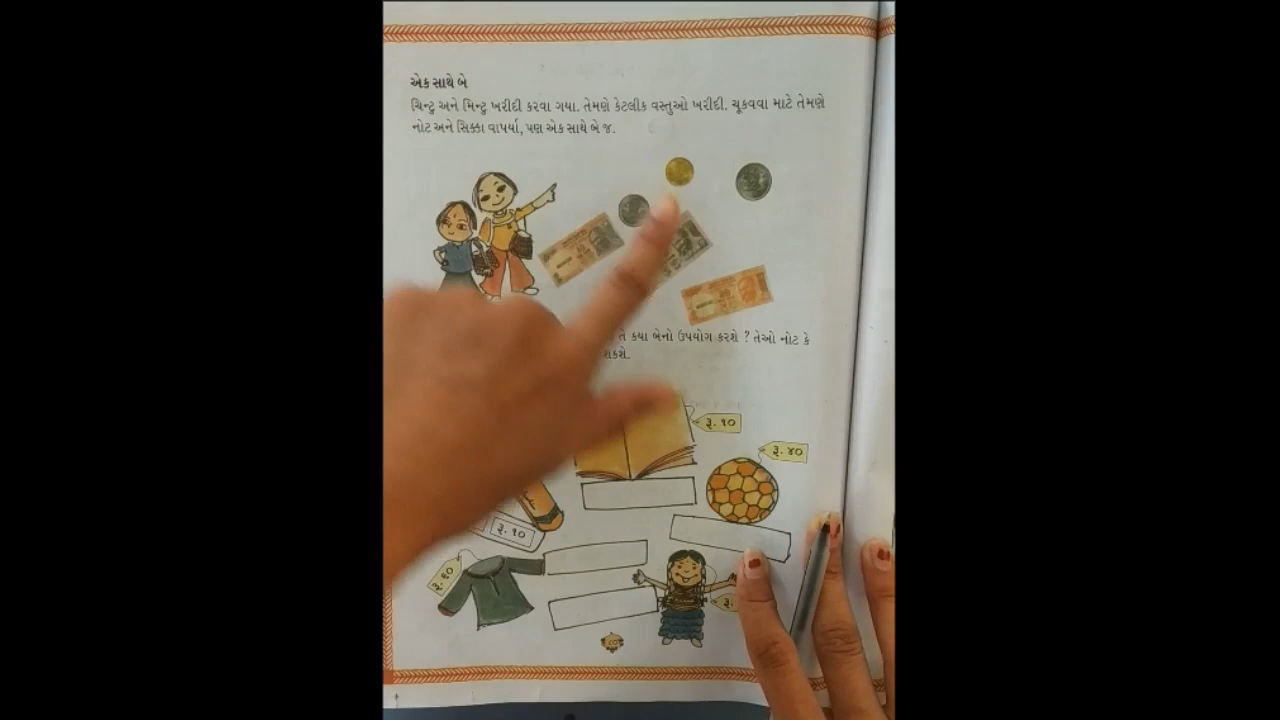 એક સાથે બે
ચિન્ટુ અને મિન્ટુ ખરીદી કરવા ગયા. તેમણે કેટલીક વસ્તુઓ ખરીદી. ચૂકવવા માટે તેમણે
નોટ અને સિક્કા વાપર્યા, પણ એક સાથે બે જ.
તે કયા બેનો ઉપયોગ કરશે ? તેઓ નોટ કે
શકશે.
રૂ. ૧૦
રૂ. ૪૦
રૂ. ૧૦
રૂ.